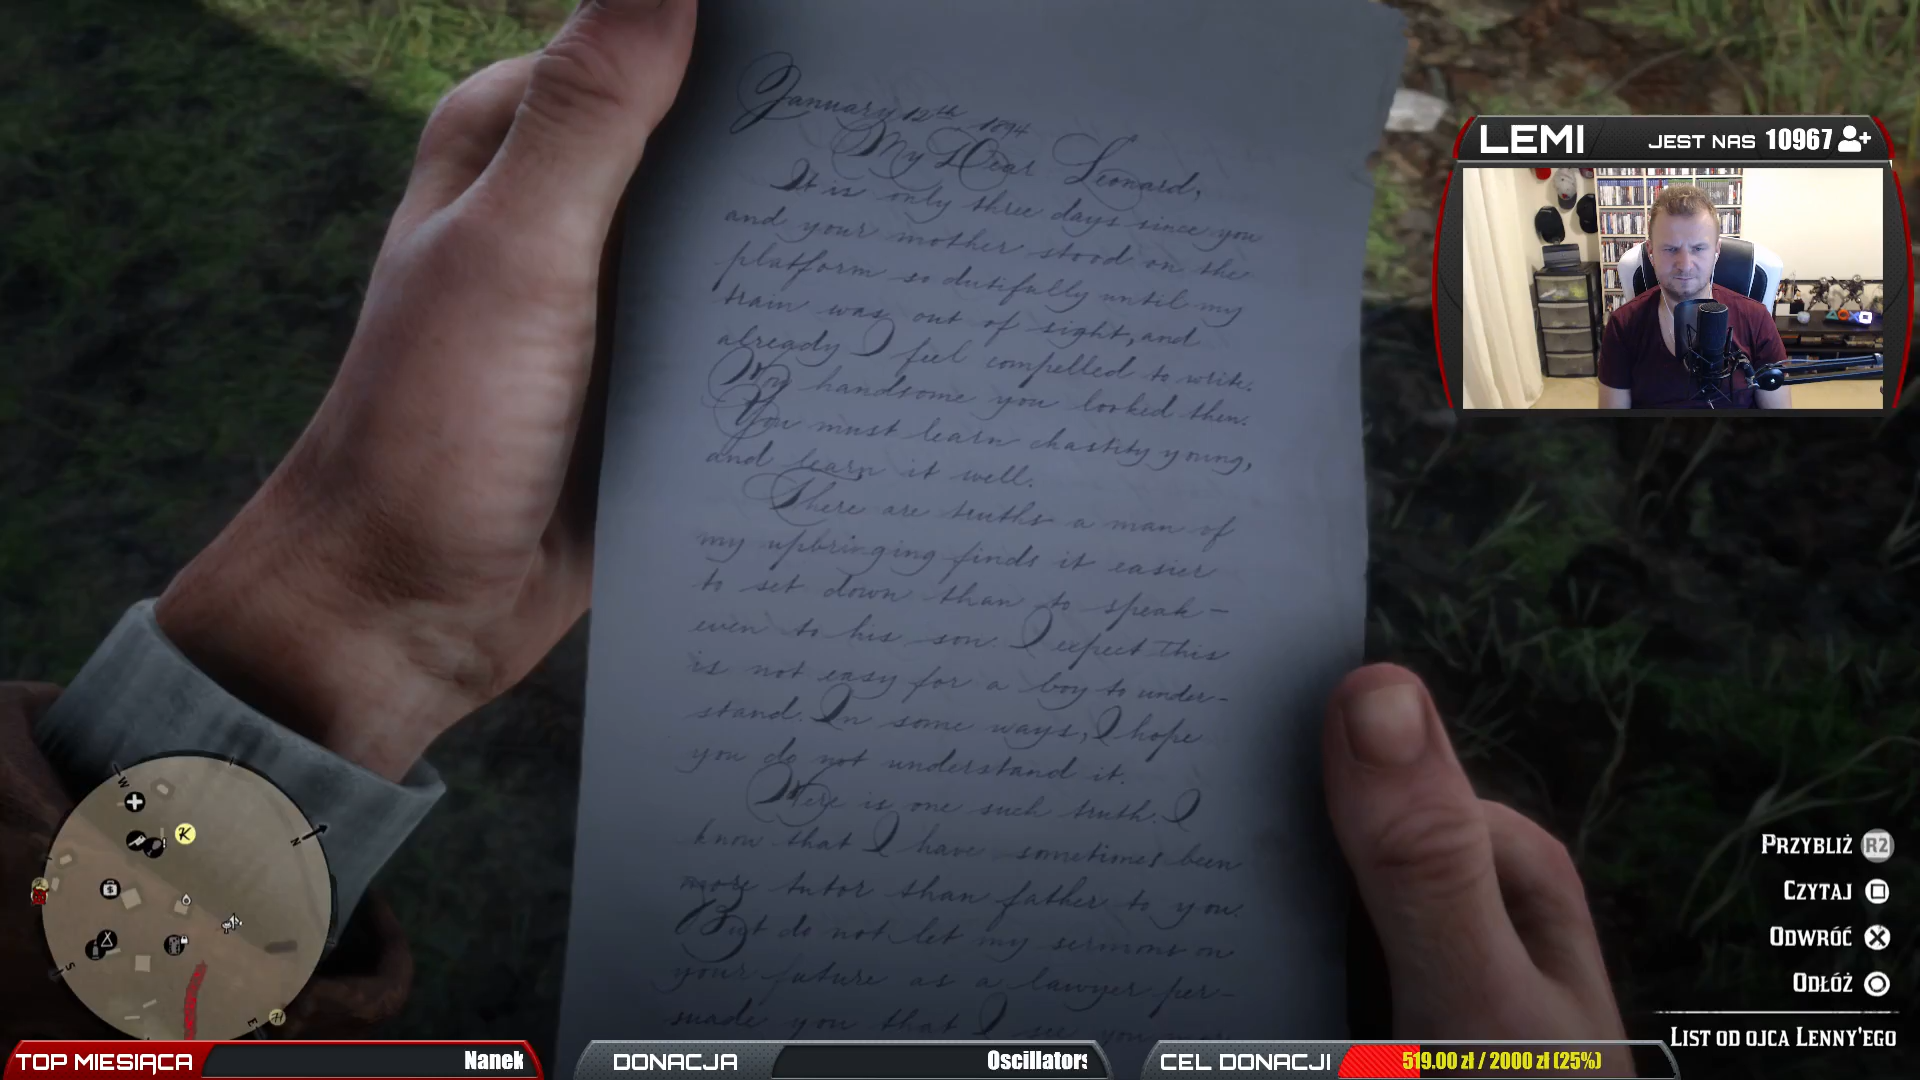 January 12th 1894
My Dear Leonard,
It is only three days since you
and your mother stood on the
platform so dutifully until my
train was out of sight, and
already I feel compelled to write.
My handsome you looked then.
You must learn chastity young,
and learn it well.
There are truths a man of
my upbringing finds it easier
to set down than to speak –
even to his son. I expect this
is not easy for a boy to under-
stand. In some ways, I hope
you do not understand it.
Here is one such truth. I
know that I have sometimes been
more tutor than father to you.
But do not let my sermons on
your future as a lawyer per-
suade you that I see you
LEMI
JEST NAS 10967
PRZYBLIŻ R2
CZYTAJ
ODWRÓĆ
ODŁÓŻ
LIST OD OJCA LENNY'EGO
W
N
S
E
K
H
TOP MIESIĄCA
Nanek
DONACJA
Oscillators
CEL DONACJI
519.00 zł / 2000 zł (25%)